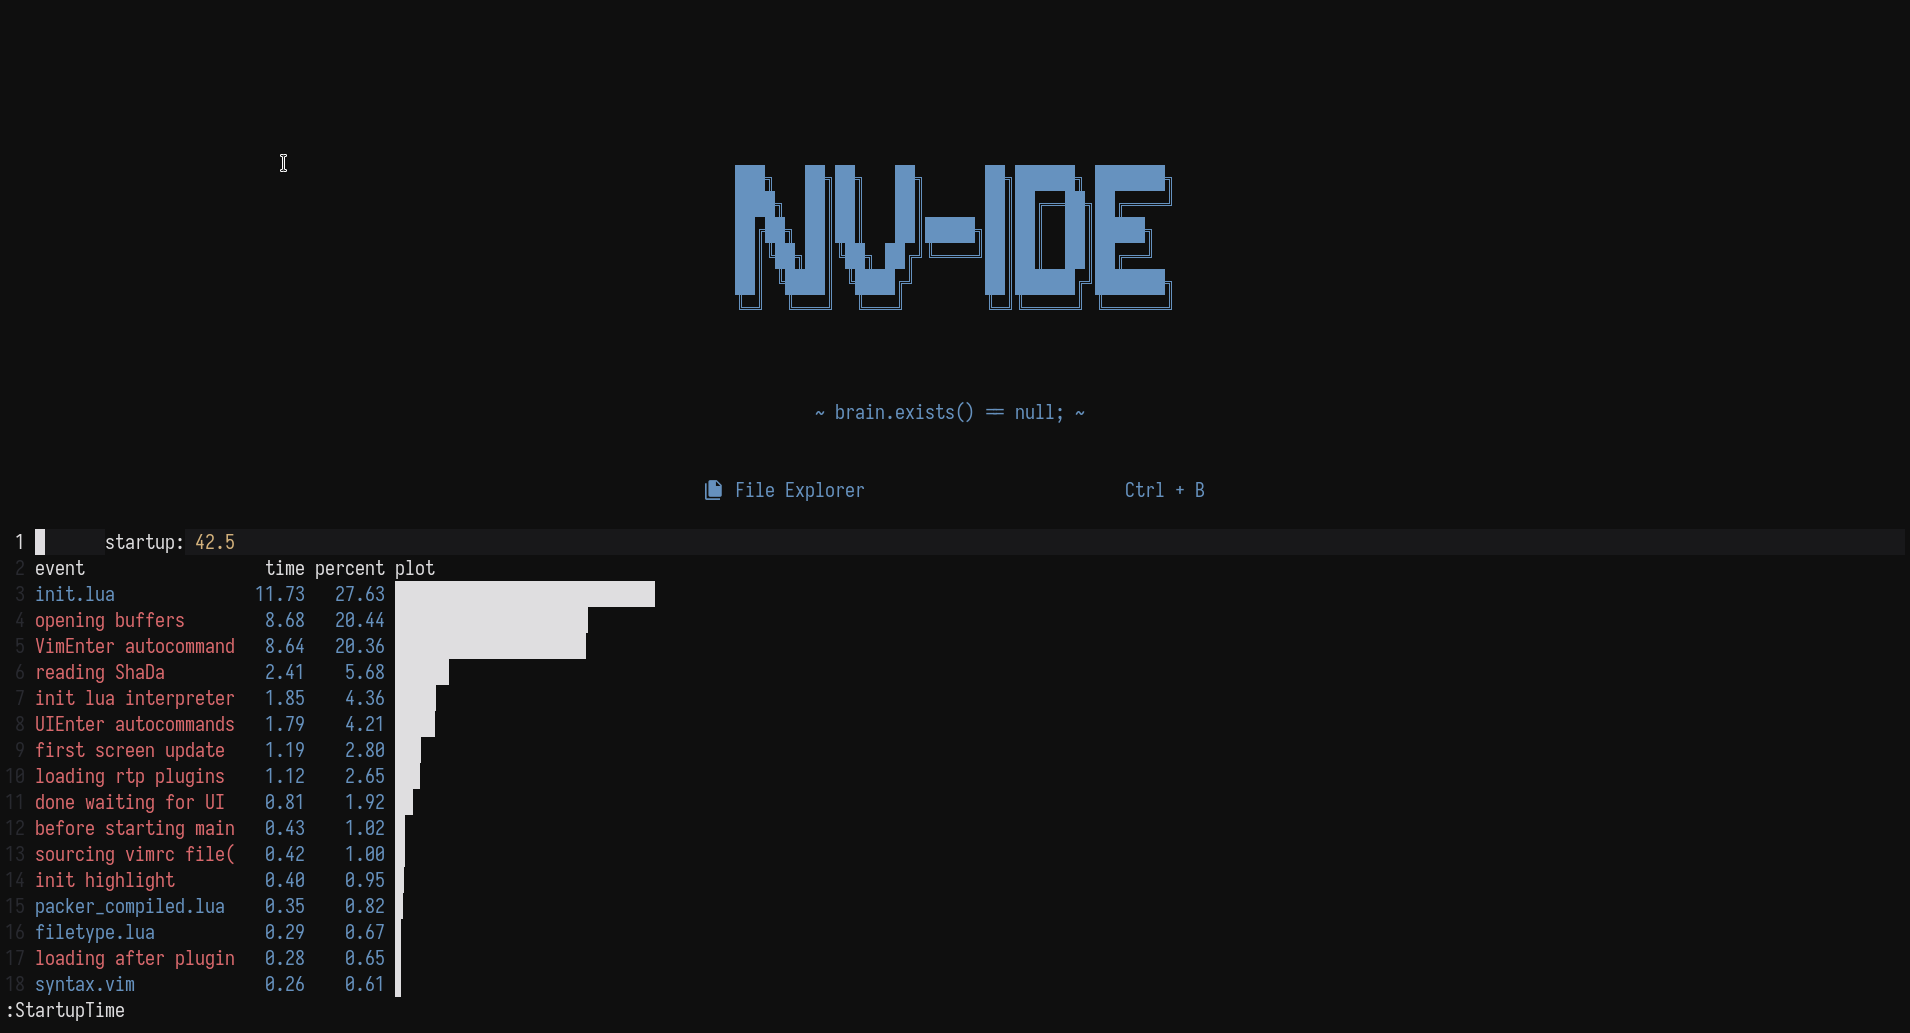 NV-IDE
~ brain.exists() == null; ~
File Explorer Ctrl + B
1 startup: 42.5
2 event time percent plot
3 init.lua 11.73 27.63
4 opening buffers 8.68 20.44
5 VimEnter autocommand 8.64 20.36
6 reading ShaDa 2.41 5.68
7 init lua interpreter 1.85 4.36
8 UIEnter autocommands 1.79 4.21
9 first screen update 1.19 2.80
10 loading rtp plugins 1.12 2.65
11 done waiting for UI 0.81 1.92
12 before starting main 0.43 1.02
13 sourcing vimrc file( 0.42 1.00
14 init highlight 0.40 0.95
15 packer_compiled.lua 0.35 0.82
16 filetype.lua 0.29 0.67
17 loading after plugin 0.28 0.65
18 syntax.vim 0.26 0.61
:StartupTime